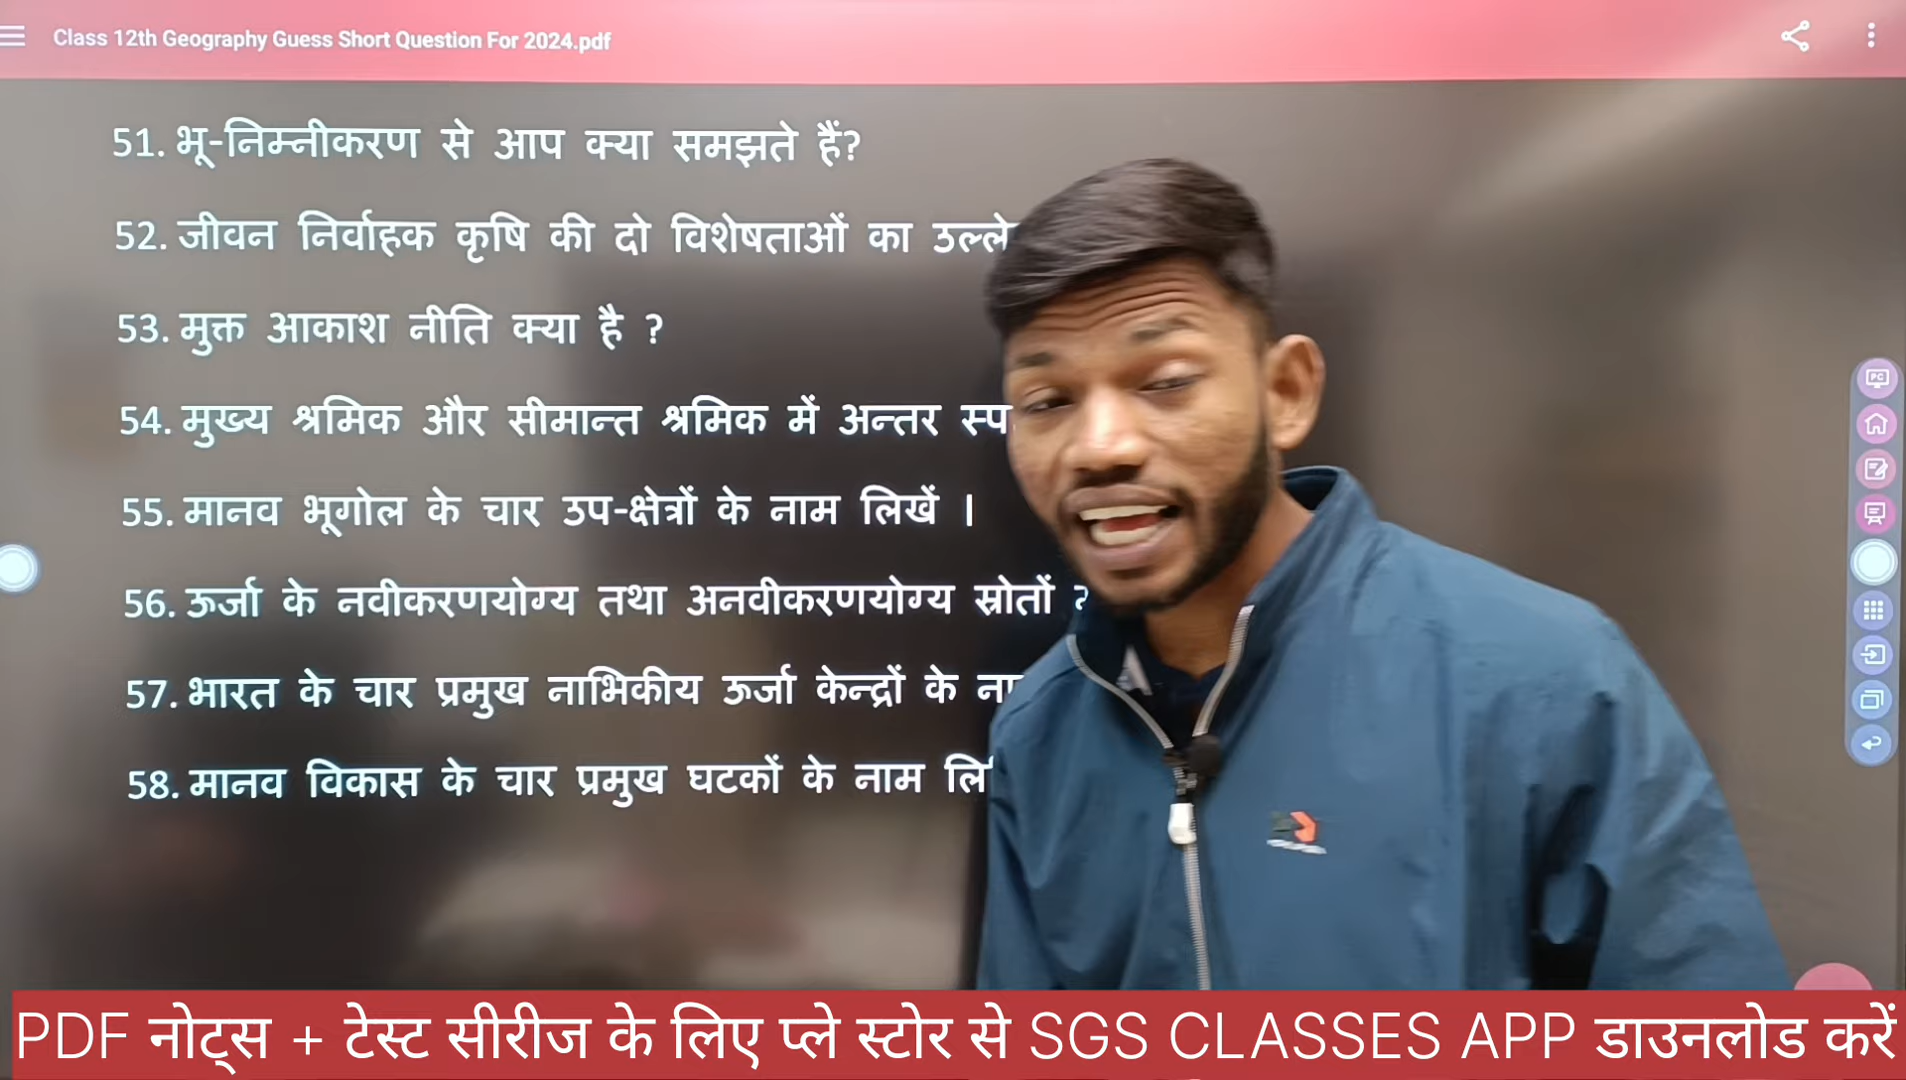 Class 12th Geography Guess Short Question For 2024.pdf
51. भू-निम्नीकरण से आप क्या समझते हैं?
52. जीवन निर्वाहक कृषि की दो विशेषताओं का
53. मुक्त आकाश नीति क्या है ?
54. मुख्य श्रमिक और सीमान्त श्रमिक में अन्तर
55. मानव भूगोल के चार उप-क्षेत्रों के नाम लिखें ।
56. ऊर्जा के नवीकरणयोग्य तथा अनवीकरणयोग्य स्रोतों
57. भारत के चार प्रमुख नाभिकीय ऊर्जा केन्द्रों के
58. मानव विकास के चार प्रमुख घटकों के नाम
PC
PDF नोट्स + टेस्ट सीरीज के लिए प्ले स्टोर से SGS CLASSES APP डाउनलोड करें